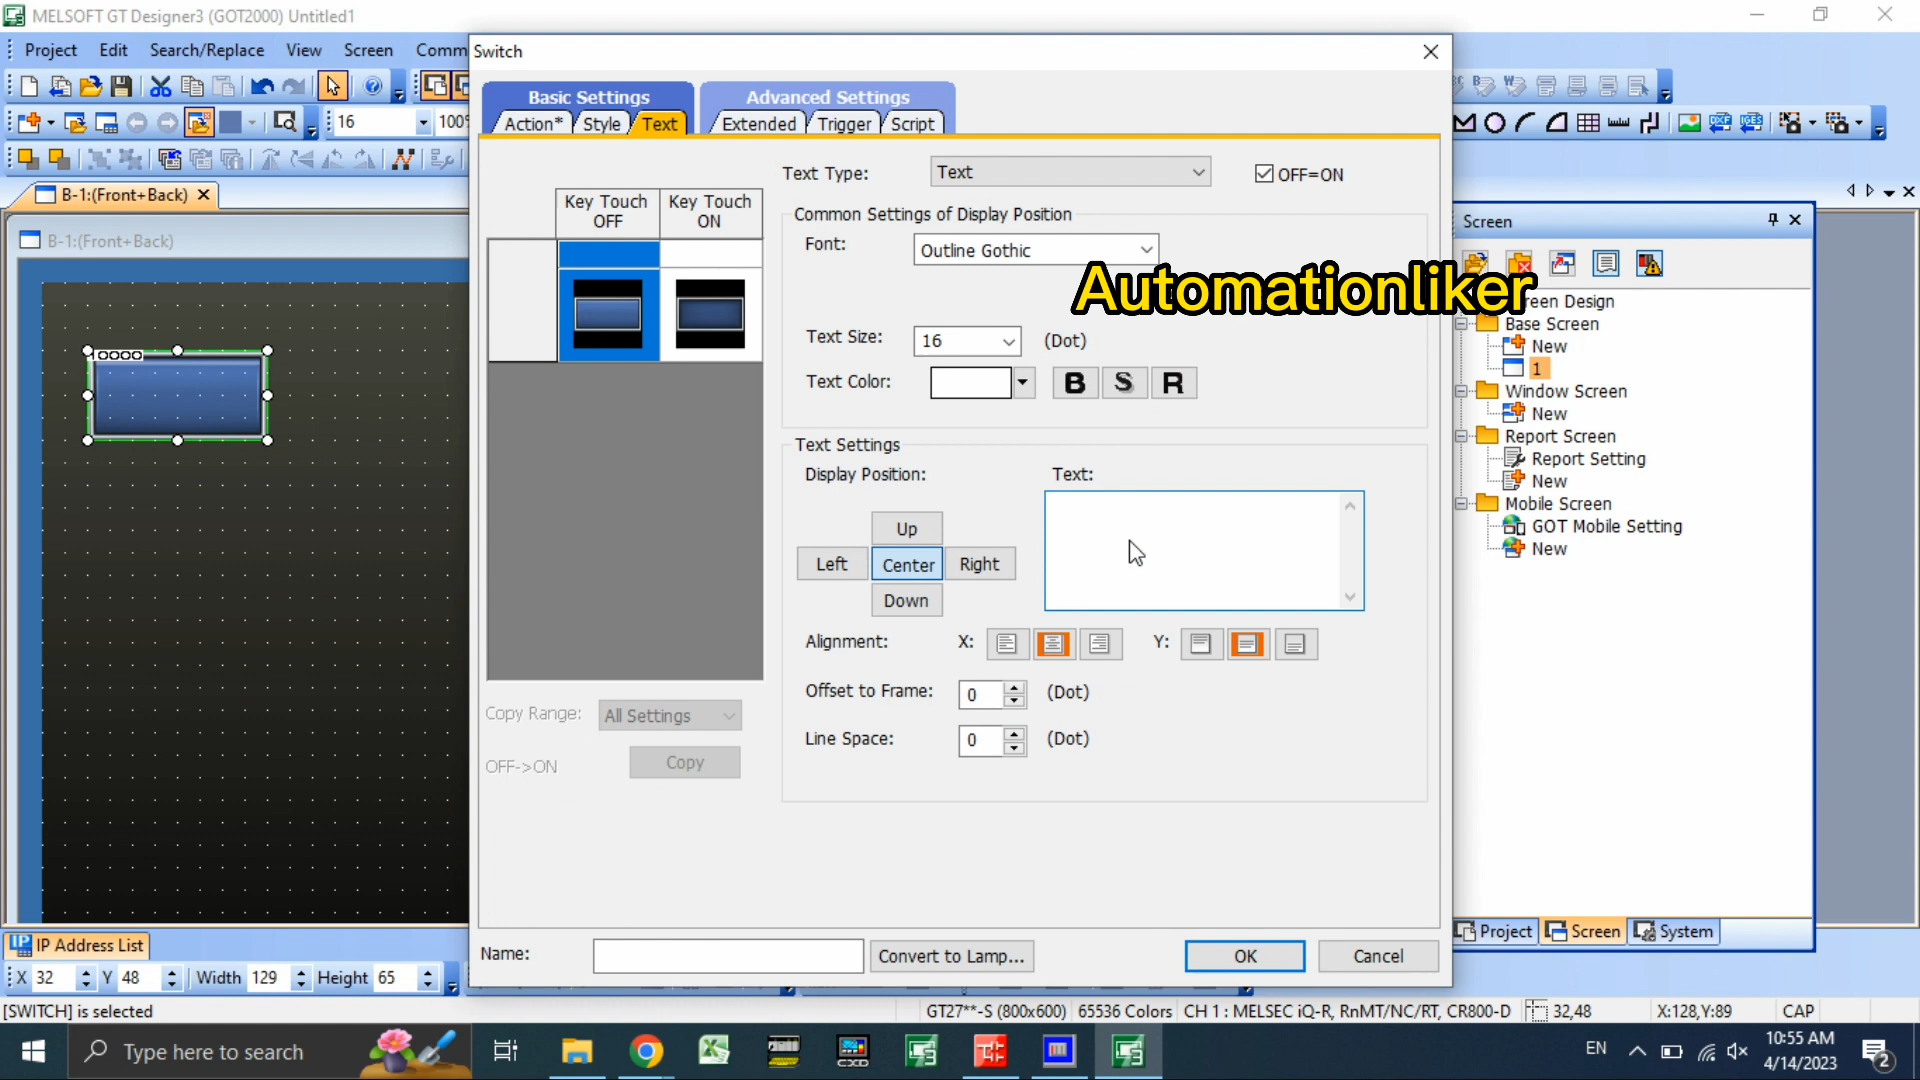 MELSOFT GT Designer3 (GOT2000) Untitled1
Project Edit Search/Replace View Screen Comm
16 100%
B-1:(Front+Back)
B-1:(Front+Back)
Switch
Basic Settings
Advanced Settings
Action* Style Text
Extended Trigger Script
Key Touch OFF
Key Touch ON
Text Type: Text
OFF=ON
Common Settings of Display Position
Font: Outline Gothic
Automationliker
Text Size: 16 (Dot)
Text Color: B S R
Text Settings
Display Position:
Text:
Up
Left Center Right
Down
Alignment: X: Y:
Offset to Frame: 0 (Dot)
Line Space: 0 (Dot)
Copy Range: All Settings
OFF->ON Copy
Name: Convert to Lamp... OK Cancel
Screen
reen Design
Base Screen
New
1
Window Screen
New
Report Screen
Report Setting
New
Mobile Screen
GOT Mobile Setting
New
Project Screen System
IP Address List
X 32 Y 48 Width 129 Height 65
[SWITCH] is selected
GT27**-S (800x600) 65536 Colors CH 1 : MELSEC iQ-R, RnMT/NC/RT, CR800-D 32,48 X:128,Y:89 CAP
Type here to search
CXD
EN
10:55 AM
4/14/2023
2